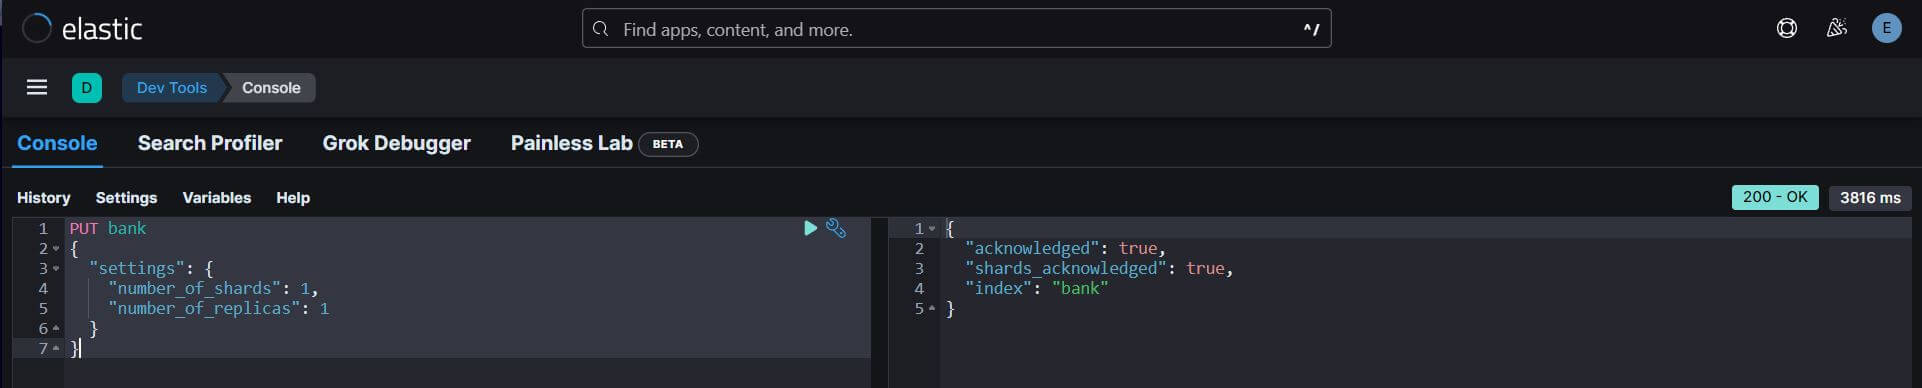 elastic
Find apps, content, and more.
^/
E
D
Dev Tools
Console
Console
Search Profiler
Grok Debugger
Painless Lab
BETA
History
Settings
Variables
Help
200 - OK
3816 ms
1 PUT bank
2 {
3   "settings": {
4     "number_of_shards": 1,
5     "number_of_replicas": 1
6   }
7 }
1 {
2   "acknowledged": true,
3   "shards_acknowledged": true,
4   "index": "bank"
5 }